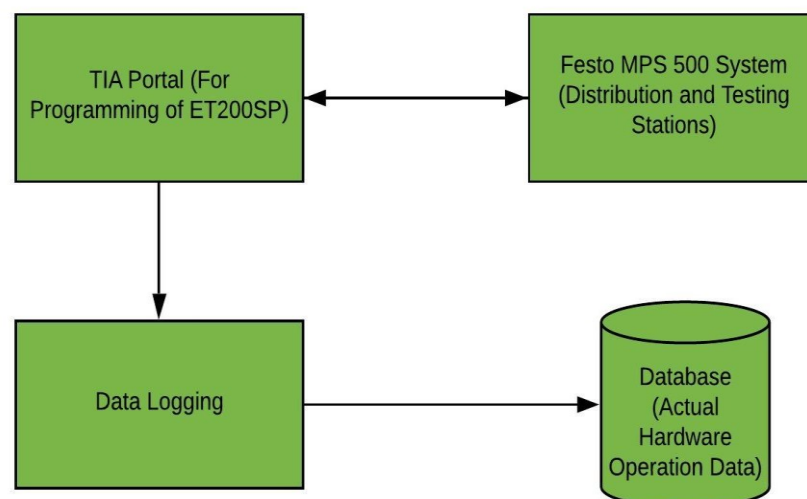 TIA Portal (For
Programming of ET200SP)
Festo MPS 500 System
(Distribution and Testing
Stations)
Data Logging
Database
(Actual
Hardware
Operation Data)